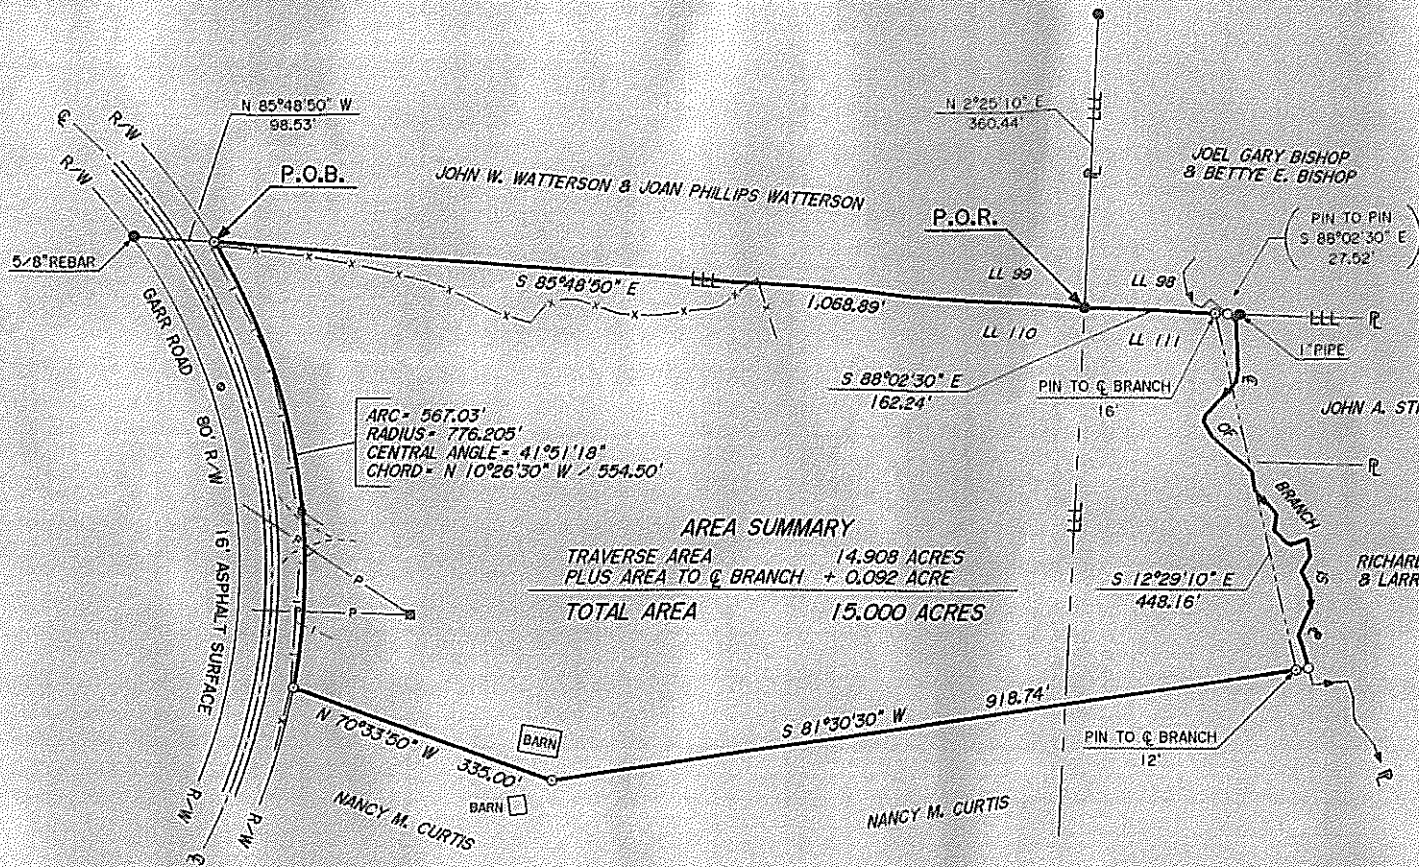 N 85°48'50" W
98.53'
N 2°25'10" E
360.44'
JOEL GARY BISHOP
& BETTYE E. BISHOP
℄
R/W
R/W
P.O.B.
JOHN W. WATTERSON & JOAN PHILLIPS WATTERSON
P.O.R.
PIN TO PIN
S 88°02'30" E
27.52'
5/8" REBAR
S 85°48'50" E
LLL
1,068.89'
LL 99
LL 98
LL 110
LL 111
LLL
LLL
1" PIPE
GARR ROAD
80' R/W
16' ASPHALT SURFACE
S 88°02'30" E
162.24'
PIN TO ℄ BRANCH
16'
JOHN A.
ARC = 567.03'
RADIUS = 776.205'
CENTRAL ANGLE = 41°51'18"
CHORD = N 10°26'30" W / 554.50'
℄
OF
BRANCH
IS
AREA SUMMARY
TRAVERSE AREA 14.908 ACRES
PLUS AREA TO ℄ BRANCH + 0.092 ACRE
TOTAL AREA 15.000 ACRES
LLL
P
P
S 12°29'10" E
448.16'
RICHARD
& LARR
N 70°33'50" W 335.00'
BARN
BARN
S 81°30'30" W 918.74'
PIN TO ℄ BRANCH
12'
NANCY M. CURTIS
NANCY M. CURTIS
R/W
R/W
℄